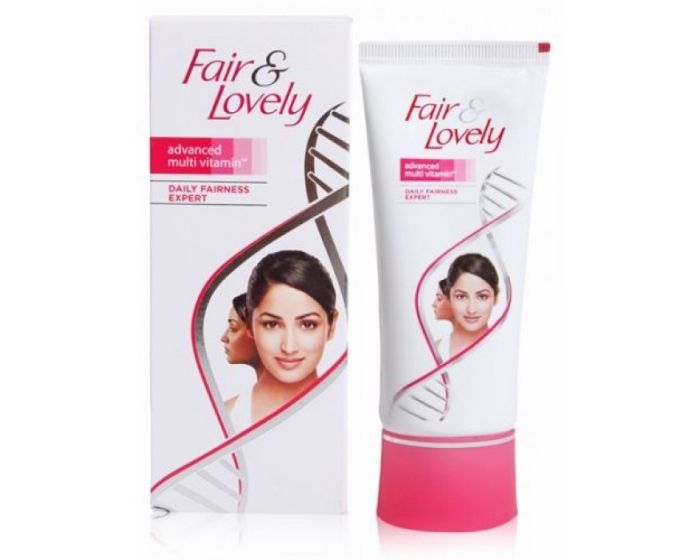 Fair &
Lovely
advanced
multi vitamin™
DAILY FAIRNESS
EXPERT
Fair &
Lovely
advanced
multi vitamin™
DAILY FAIRNESS
EXPERT